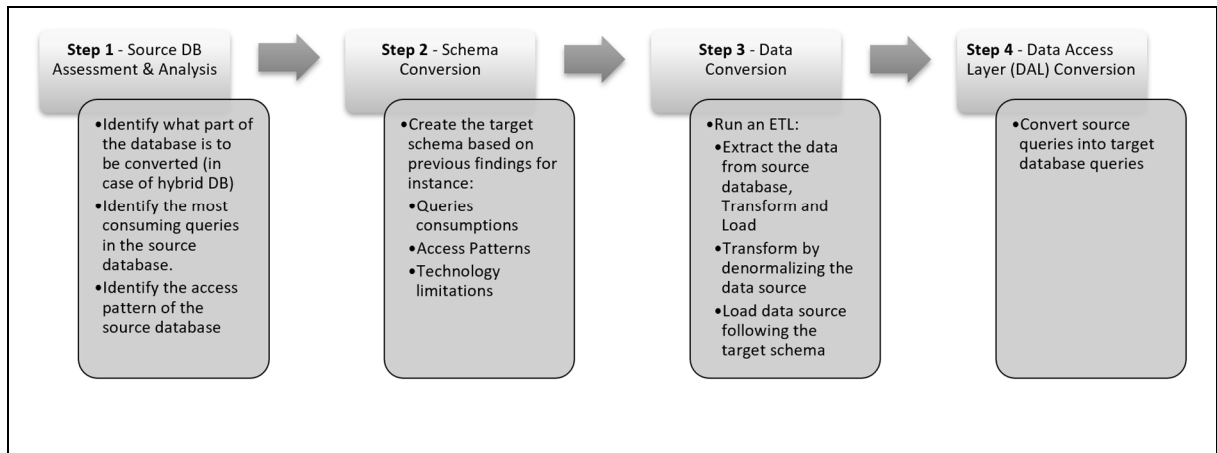 Step 1 - Source DB
Assessment & Analysis
•Identify what part of
the database is to
be converted (in
case of hybrid DB)
•Identify the most
consuming queries
in the source
database.
•Identify the access
pattern of the
source database
Step 2 - Schema
Conversion
•Create the target
schema based on
previous findings for
instance:
•Queries
consumptions
•Access Patterns
•Technology
limitations
Step 3 - Data
Conversion
•Run an ETL:
•Extract the data
from source
database,
Transform and
Load
•Transform by
denormalizing the
data source
•Load data source
following the
target schema
Step 4 - Data Access
Layer (DAL) Conversion
•Convert source
queries into target
database queries